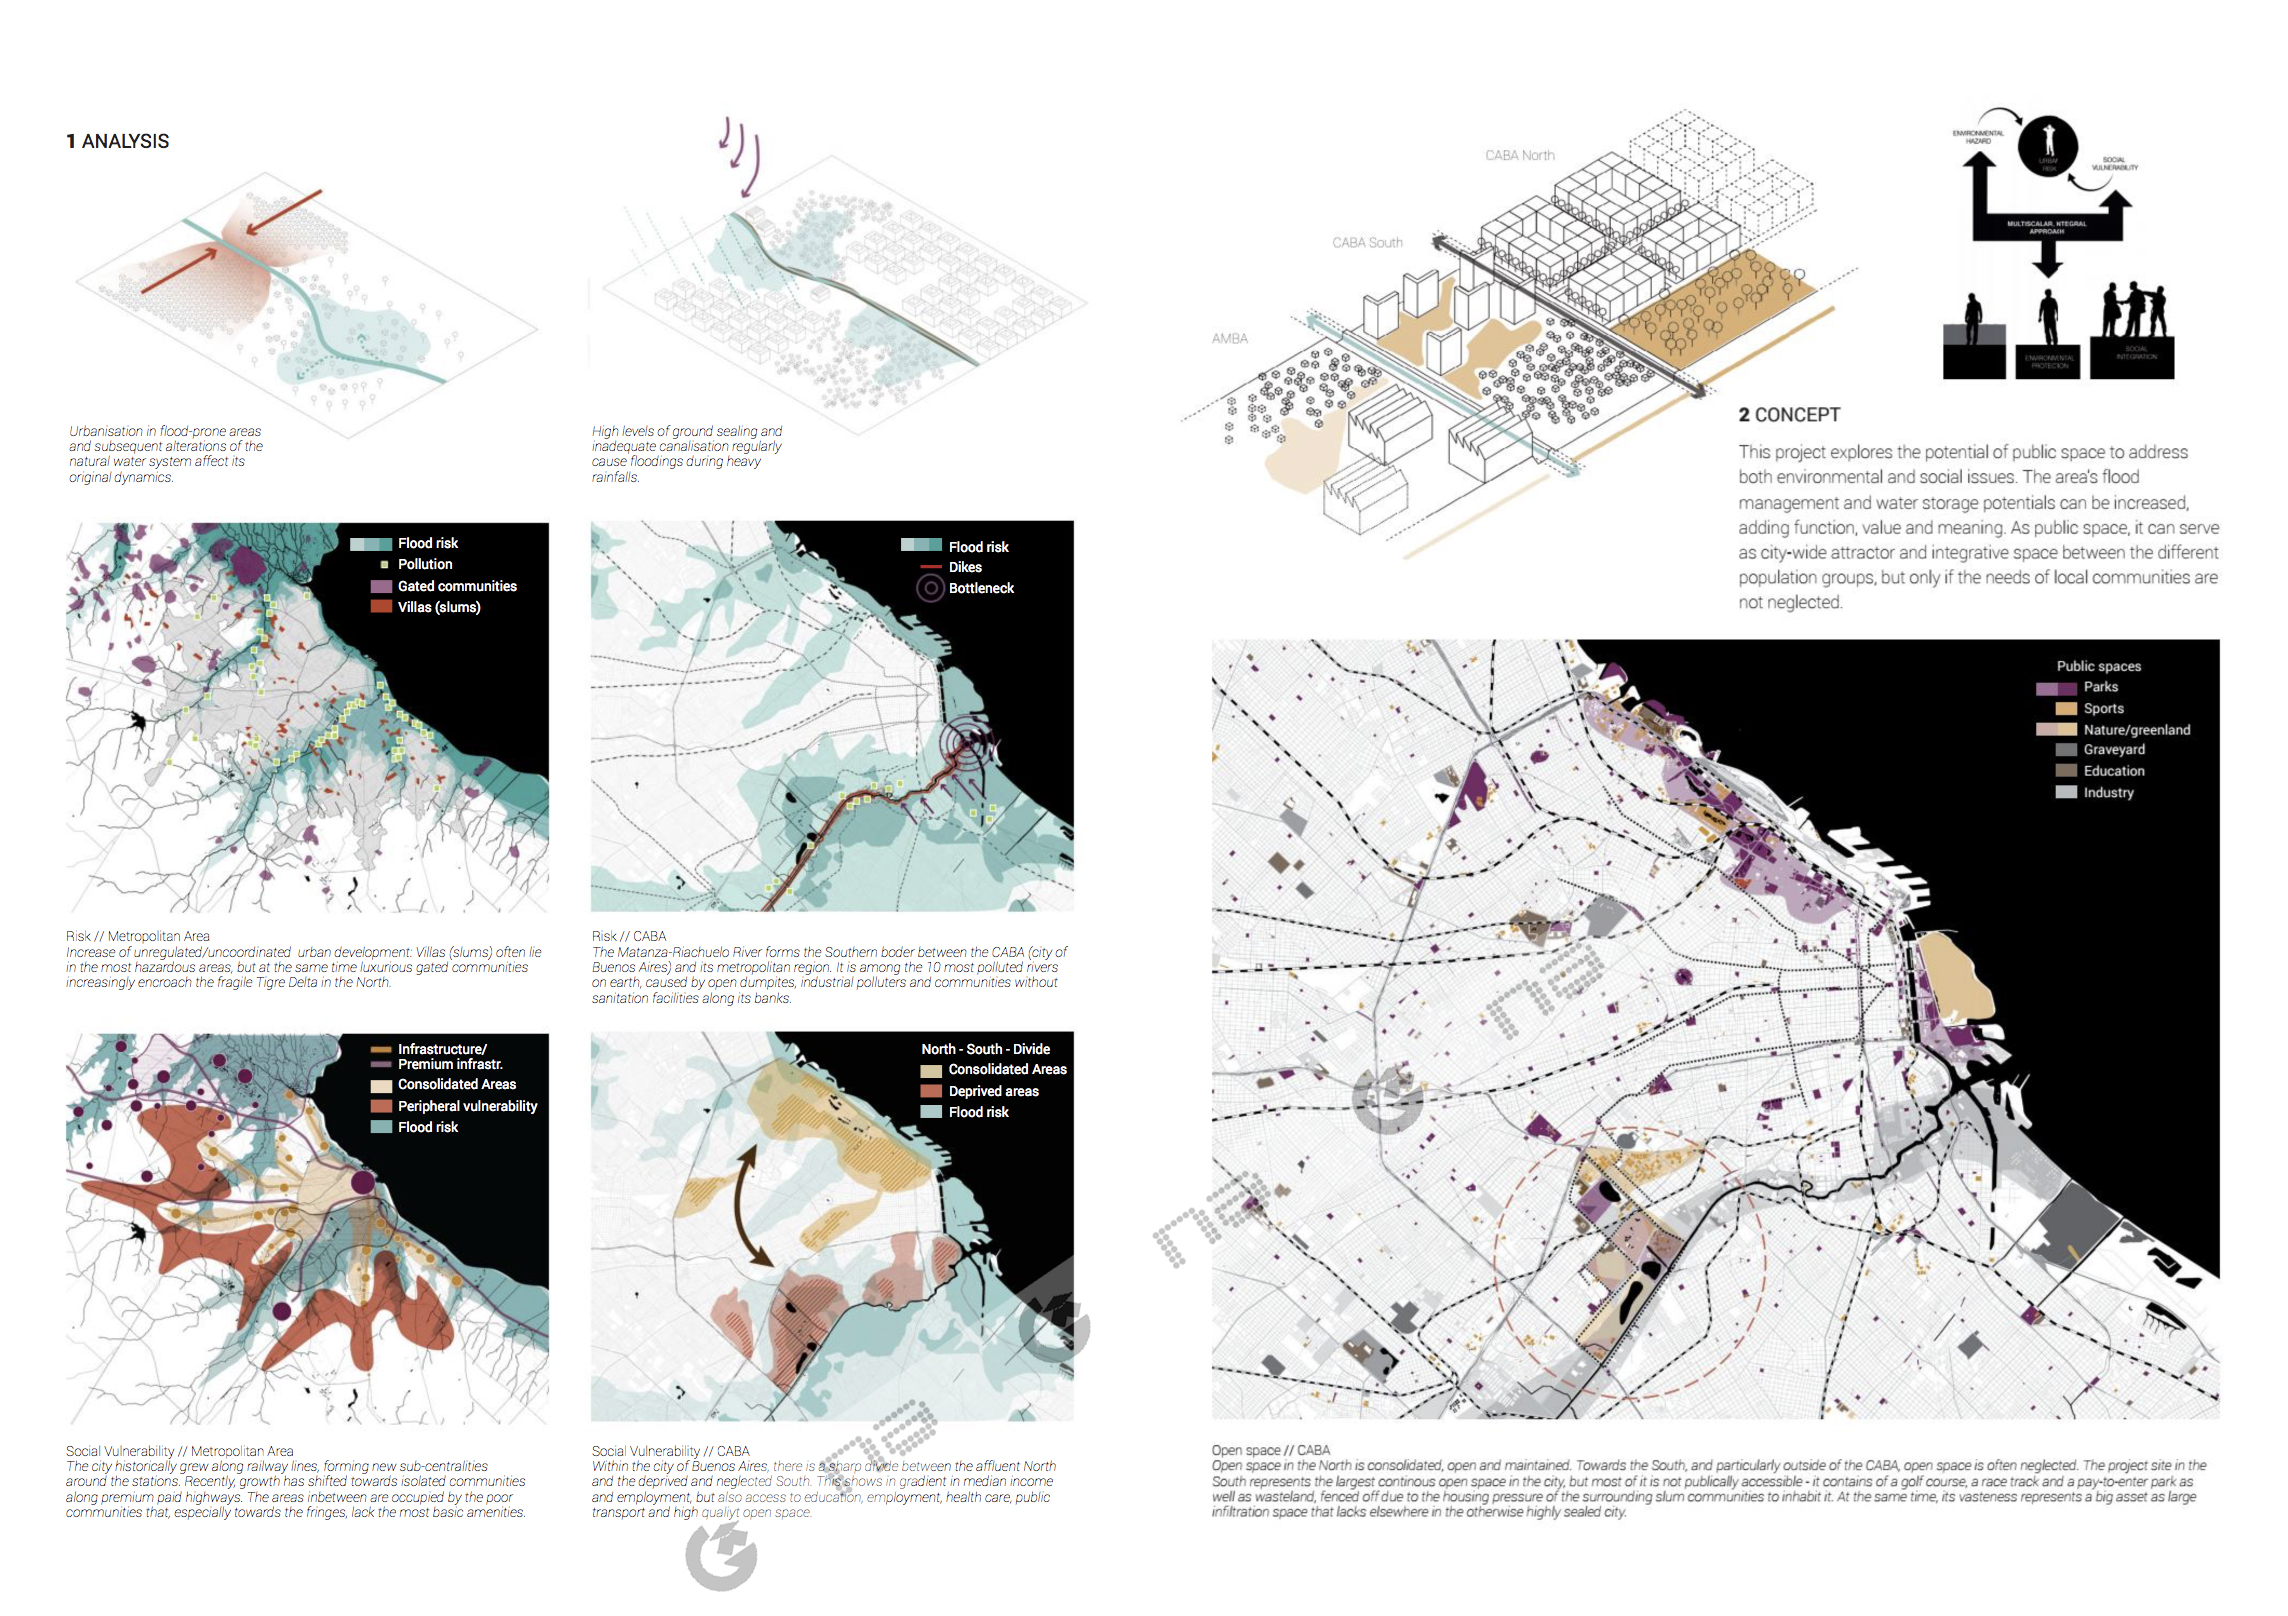 1 ANALYSIS
Urbanisation in flood-prone areas
and subsequent alterations of the
natural water system affect its
original dynamics.
High levels of ground sealing and
inadequate canalisation regularly
cause floodings during heavy
rainfalls.
Flood risk
Pollution
Gated communities
Villas (slums)
Flood risk
Dikes
Bottleneck
Risk // Metropolitan Area
Increase of unregulated/uncoordinated urban development: Villas (slums) often lie
in the most hazardous areas, but at the same time luxurious gated communities
increasingly encroach the fragile Tigre Delta in the North.
Risk // CABA
The Matanza-Riachuelo River forms the Southern boder between the CABA (city of
Buenos Aires) and its metropolitan region. It is among the 10 most polluted rivers
on earth, caused by open dumpites, industrial polluters and communities without
sanitation facilities along its banks.
Infrastructure/
Premium infrastr.
Consolidated Areas
Peripheral vulnerability
Flood risk
North - South - Divide
Consolidated Areas
Deprived areas
Flood risk
Social Vulnerability // Metropolitan Area
The city historically grew along railway lines, forming new sub-centralities
around the stations. Recently, growth has shifted towards isolated communities
along premium paid highways. The areas inbetween are occupied by the poor
communities that, especially towards the fringes, lack the most basic amenities.
Social Vulnerability // CABA
Within the city of Buenos Aires, there is a sharp divide between the affluent North
and the deprived and neglected South. This shows in gradient in median income
and employment, but also access to education, employment, health care, public
transport and high qualiyt open space.
CABA North
CABA South
AMBA
ENVIRONMENTAL
HAZARD
URBAN
RISK
SOCIAL
VULNERABILITY
MULTISCALAR, INTEGRAL
APPROACH
ENVIRONMENTAL
PROTECION
SOCIAL
INTEGRATION
2 CONCEPT
This project explores the potential of public space to address
both environmental and social issues. The area's flood
management and water storage potentials can be increased,
adding function, value and meaning. As public space, it can serve
as city-wide attractor and integrative space between the different
population groups, but only if the needs of local communities are
not neglected.
Public spaces
Parks
Sports
Nature/greenland
Graveyard
Education
Industry
Open space // CABA
Open space in the North is consolidated, open and maintained. Towards the South, and particularly outside of the CABA, open space is often neglected. The project site in the
South represents the largest continous open space in the city, but most of it is not publically accessible - it contains of a golf course, a race track and a pay-to-enter park as
well as wasteland, fenced off due to the housing pressure of the surrounding slum communities to inhabit it. At the same time, its vasteness represents a big asset as large
infiltration space that lacks elsewhere in the otherwise highly sealed city.